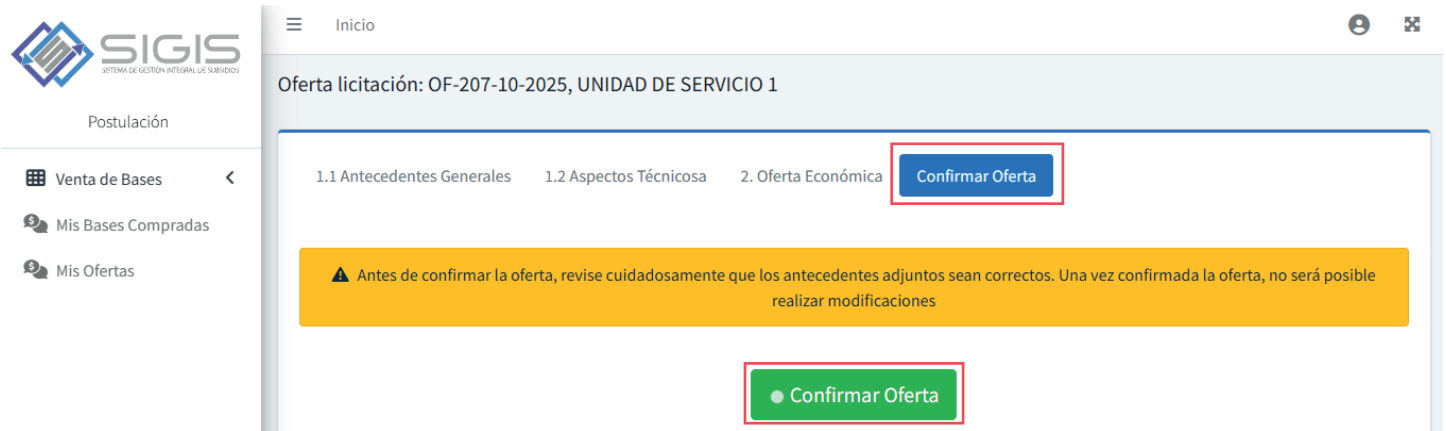 SIGIS
SISTEMA DE GESTION INTEGRAL DE SUBSIDIOS
Postulación
Venta de Bases
Mis Bases Compradas
Mis Ofertas
Inicio
Oferta licitación: OF-207-10-2025, UNIDAD DE SERVICIO 1
1.1 Antecedentes Generales 1.2 Aspectos Técnicosa 2. Oferta Económica Confirmar Oferta
Antes de confirmar la oferta, revise cuidadosamente que los antecedentes adjuntos sean correctos. Una vez confirmada la oferta, no será posible
realizar modificaciones
Confirmar Oferta